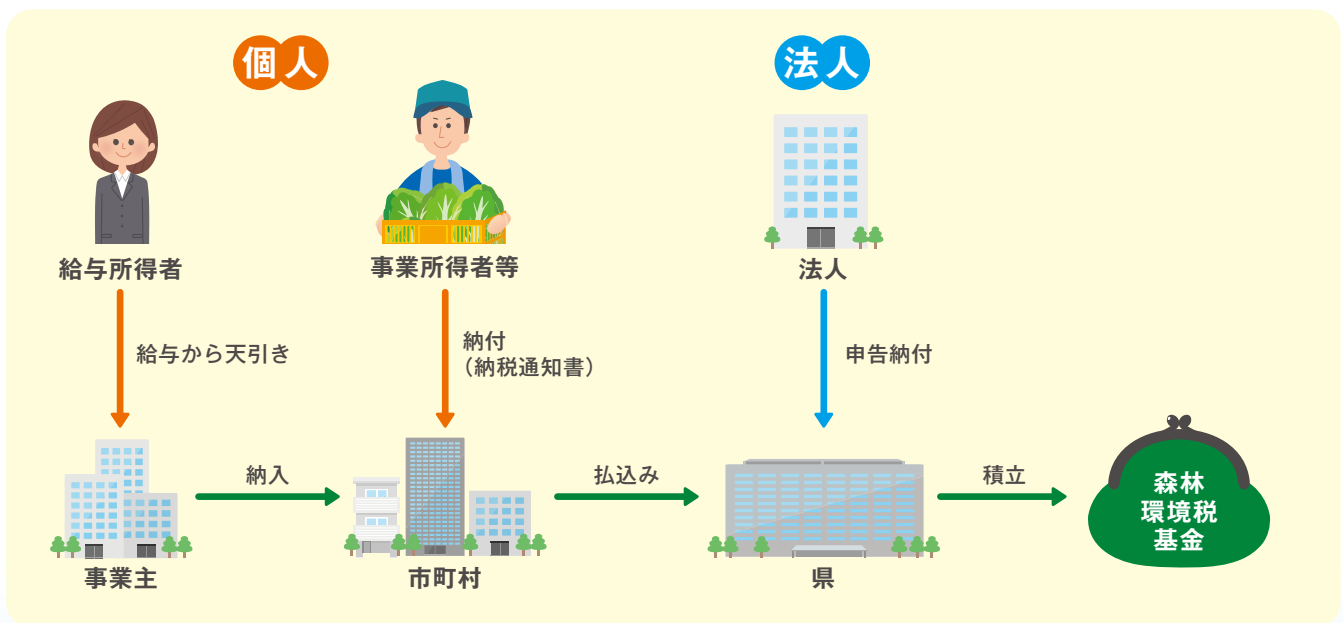 個人
法人
給与所得者
事業所得者等
法人
給与から天引き
納付
（納税通知書）
申告納付
納入
払込み
積立
森林
環境税
基金
事業主
市町村
県